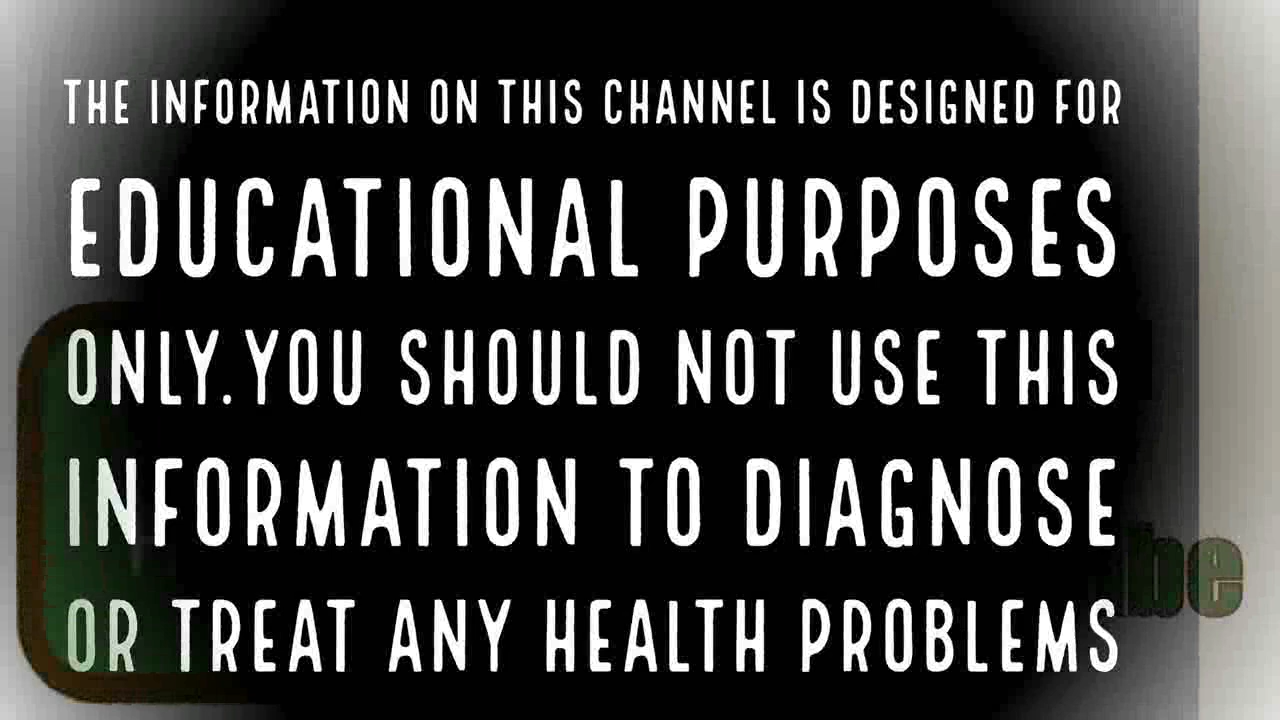 THE INFORMATION ON THIS CHANNEL IS DESIGNED FOR
EDUCATIONAL PURPOSES
ONLY.YOU SHOULD NOT USE THIS
INFORMATION TO DIAGNOSE
be
OR TREAT ANY HEALTH PROBLEMS